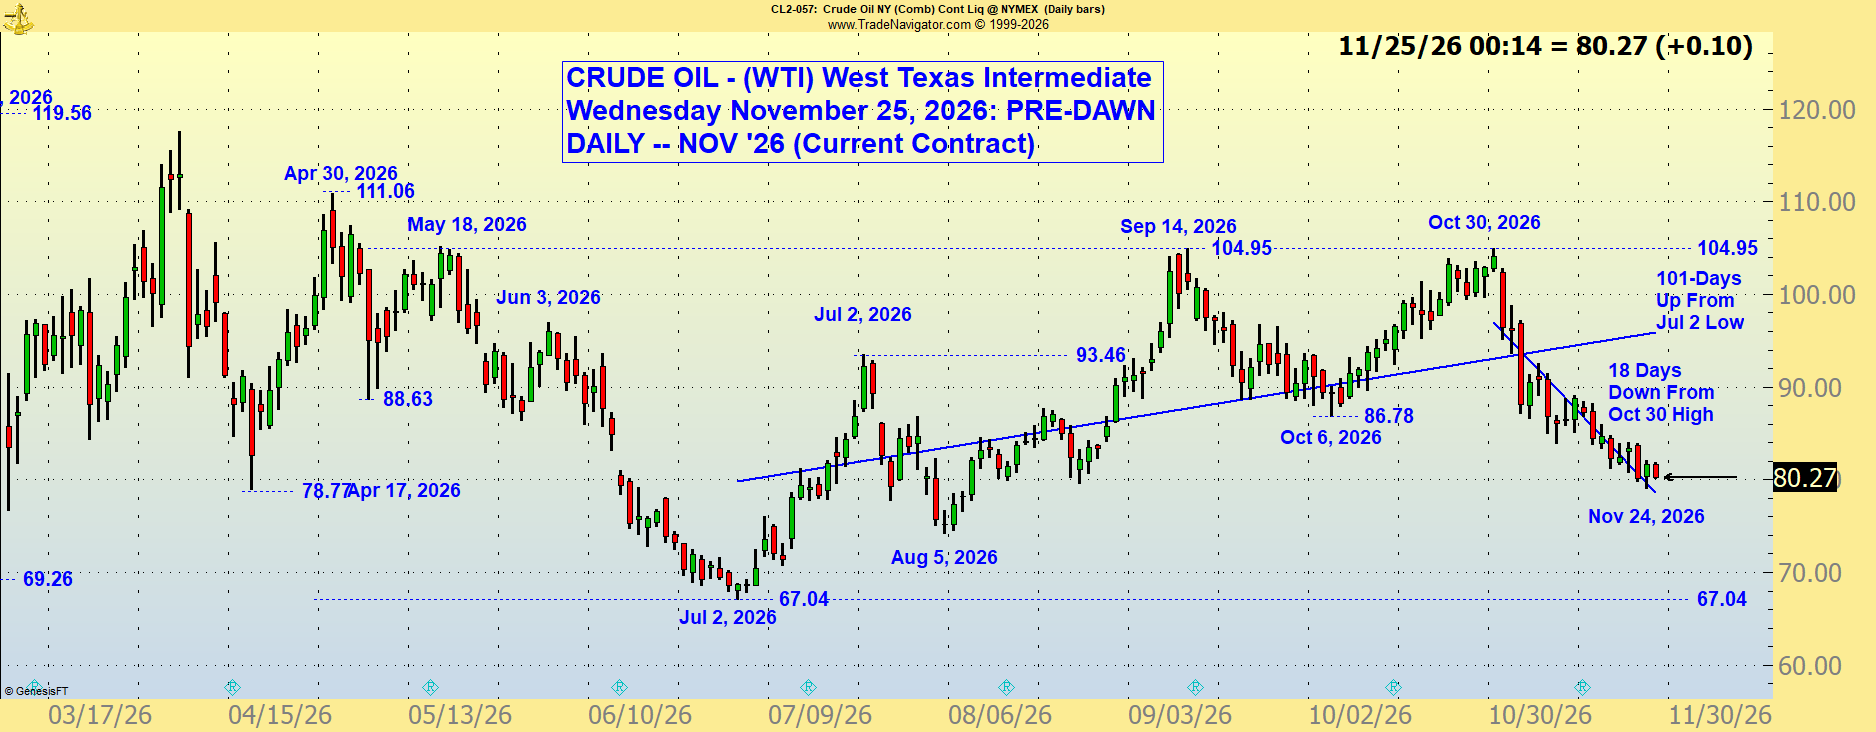 CL2-057: Crude Oil NY (Comb) Cont Liq @ NYMEX (Daily bars)
www.TradeNavigator.com © 1999-2026
11/25/26 00:14 = 80.27 (+0.10)
CRUDE OIL - (WTI) West Texas Intermediate
Wednesday November 25, 2026: PRE-DAWN
DAILY -- NOV '26 (Current Contract)
, 2026
119.56
120.00
Apr 30, 2026
111.06
110.00
May 18, 2026
Sep 14, 2026
Oct 30, 2026
104.95
104.95
101-Days
Up From
Jul 2 Low
Jun 3, 2026
100.00
Jul 2, 2026
93.46
18 Days
Down From
Oct 30 High
90.00
88.63
86.78
Oct 6, 2026
78.77
Apr 17, 2026
80.27
Nov 24, 2026
Aug 5, 2026
69.26
70.00
67.04
67.04
Jul 2, 2026
60.00
R R R R R R R R R
© GenesisFT
03/17/26 04/15/26 05/13/26 06/10/26 07/09/26 08/06/26 09/03/26 10/02/26 10/30/26 11/30/26